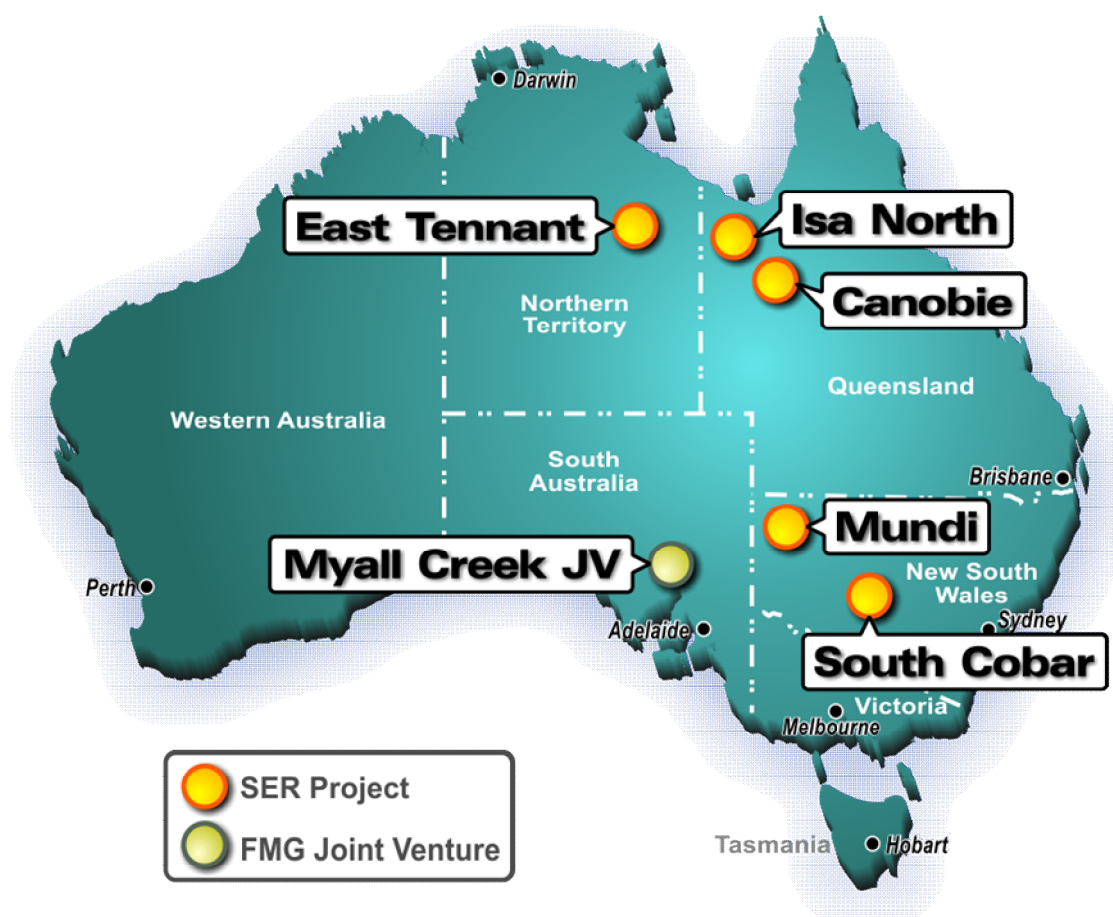 Darwin
East Tennant
Isa North
Canobie
Northern
Territory
Queensland
Western Australia
South
Australia
Brisbane
Mundi
Myall Creek JV
New South
Wales
Perth
Adelaide
Sydney
South Cobar
Victoria
Melbourne
SER Project
FMG Joint Venture
Tasmania
Hobart